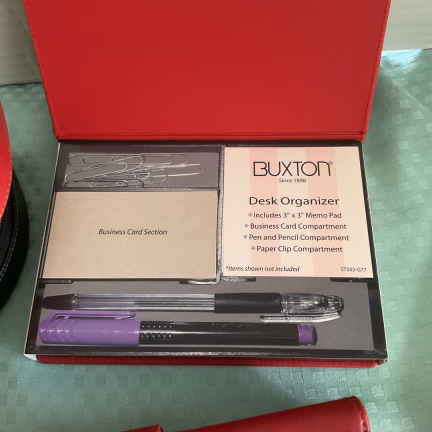 BUXTON
Since 1898
Desk Organizer
Includes 3" x 3" Memo Pad
Business Card Compartment
Pen and Pencil Compartment
Paper Clip Compartment
*Items shown not included
Business Card Section